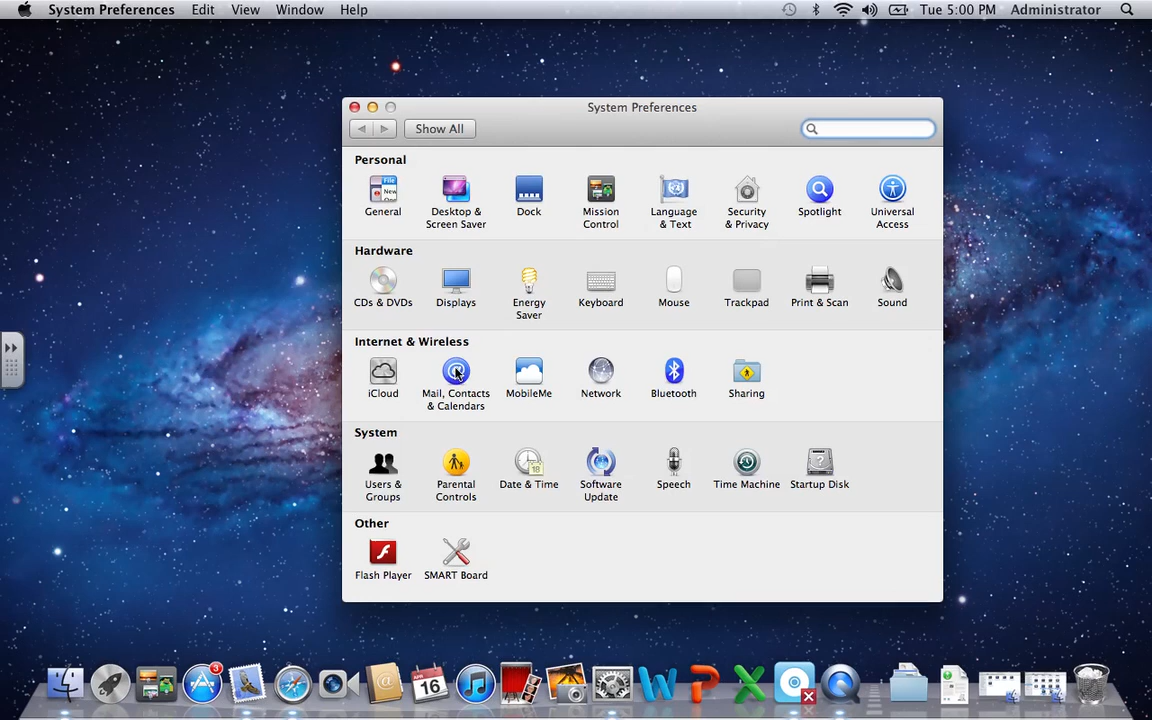 System Preferences Edit View Window Help Tue 5:00 PM Administrator
System Preferences
Show All
Personal
General
Desktop &
Screen Saver
Dock
Mission
Control
Language
& Text
Security
& Privacy
Spotlight
Universal
Access
Hardware
CDs & DVDs
Displays
Energy
Saver
Keyboard
Mouse
Trackpad
Print & Scan
Sound
Internet & Wireless
iCloud
Mail, Contacts
& Calendars
MobileMe
Network
Bluetooth
Sharing
System
Users &
Groups
Parental
Controls
Date & Time
Software
Update
Speech
Time Machine
Startup Disk
Other
Flash Player
SMART Board
3
16